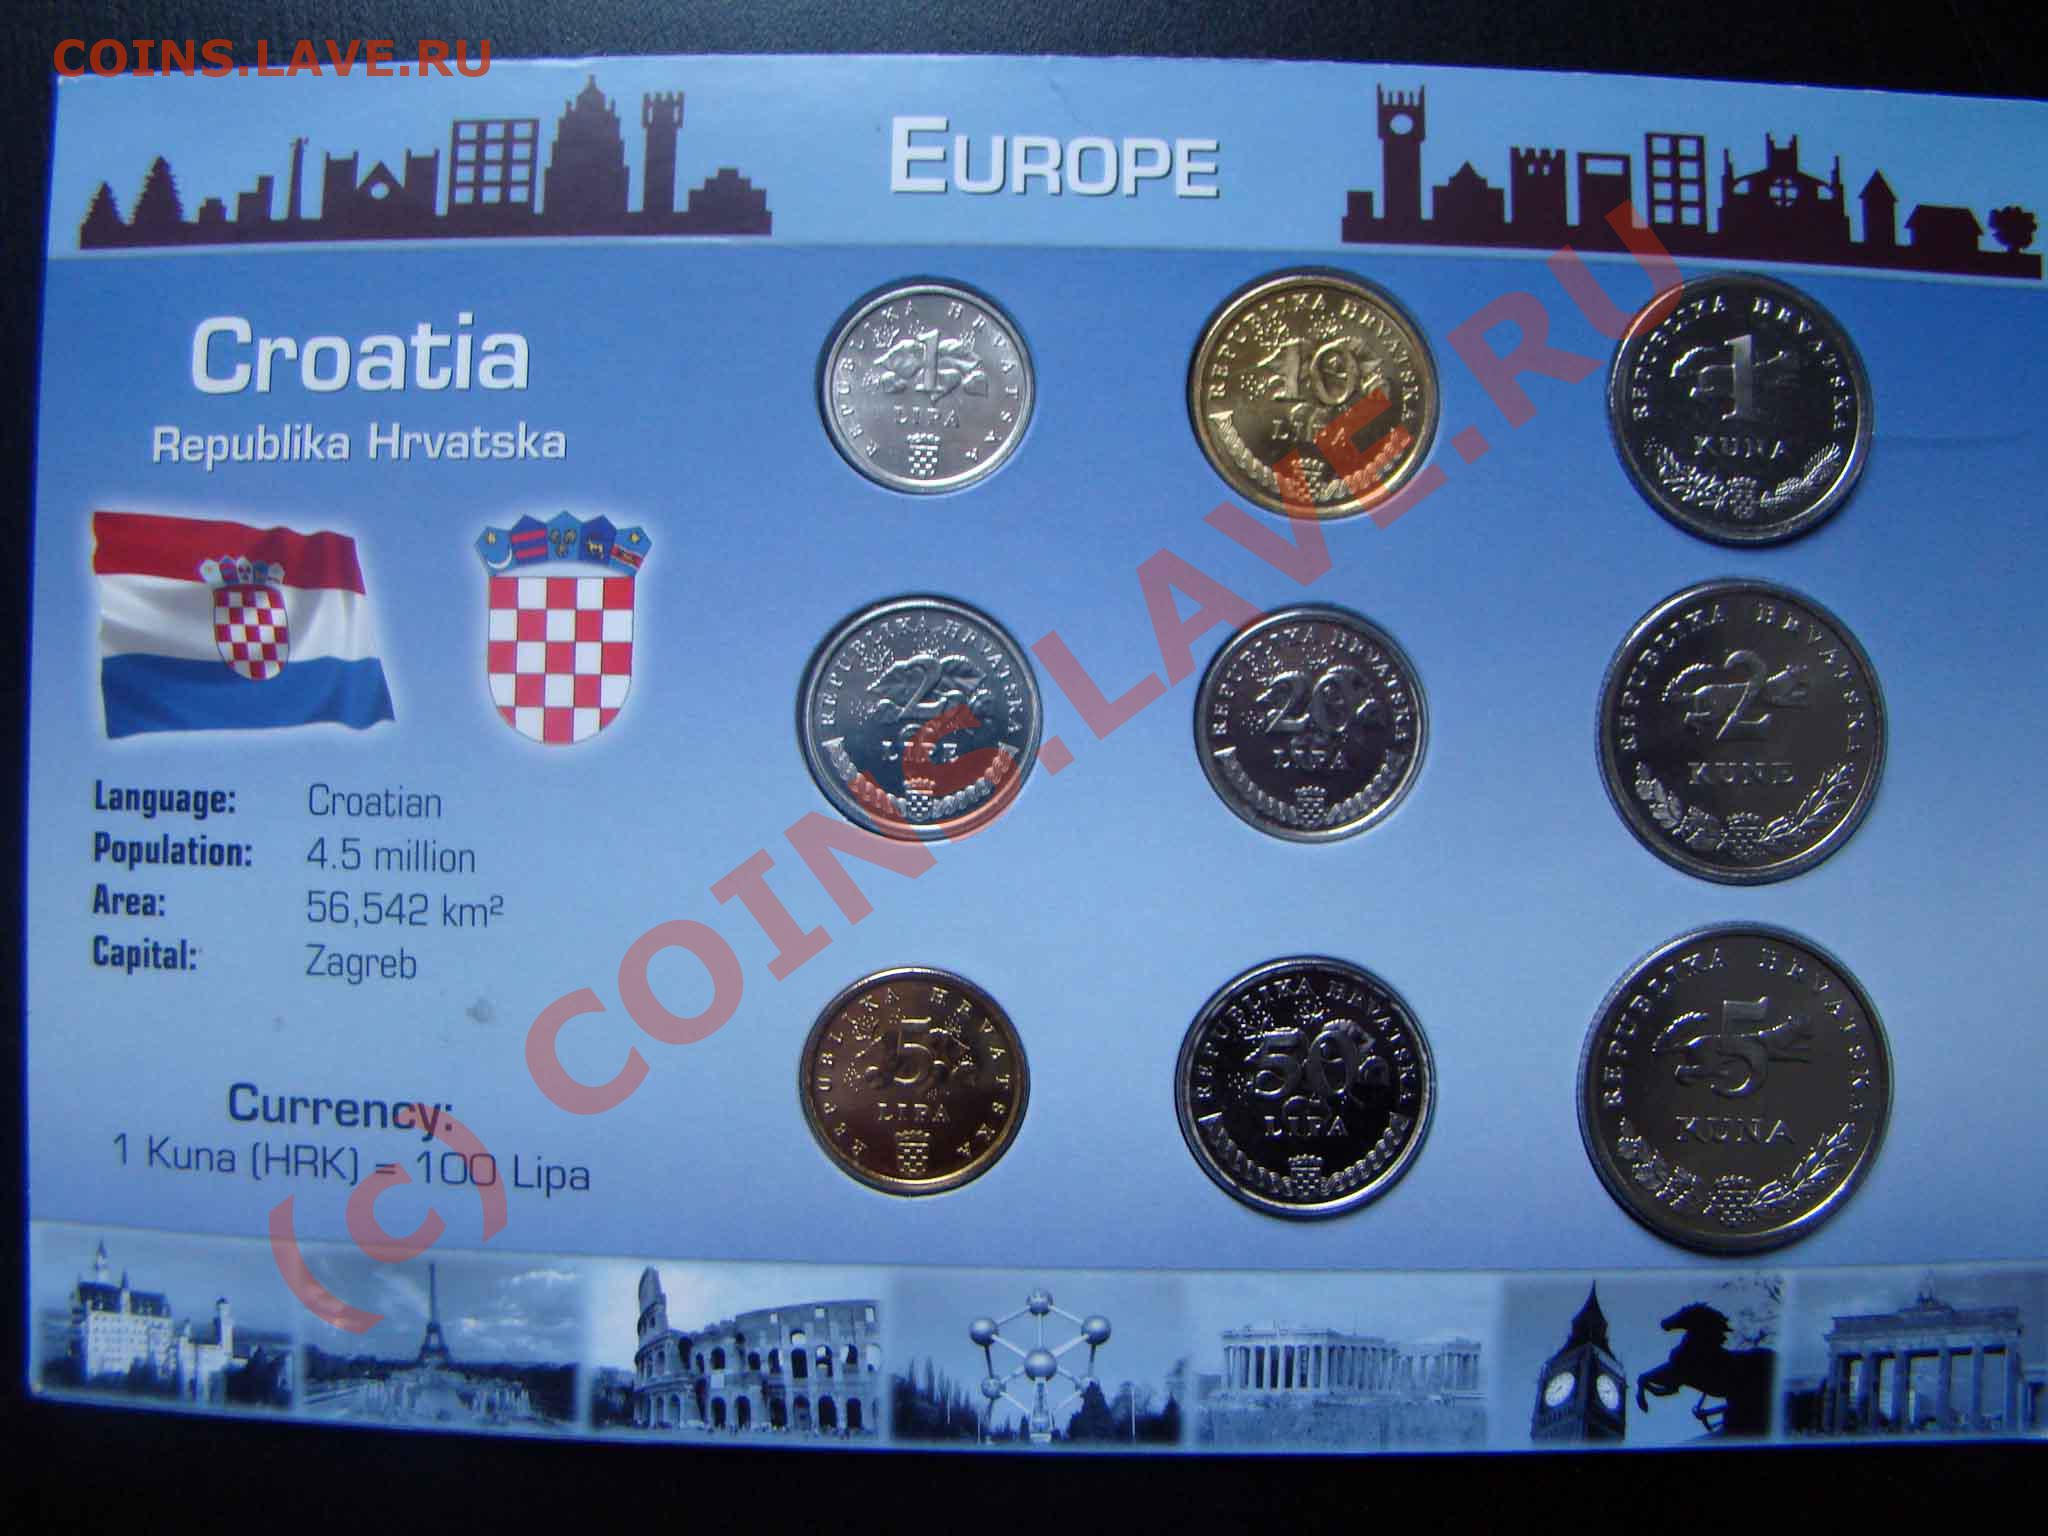 COINS.LAVE.RU
EUROPE
Croatia
Republika Hrvatska
Language: Croatian
Population: 4.5 million
Area: 56,542 km²
Capital: Zagreb
Currency:
1 Kuna (HRK) = 100 Lipa
REPUBLIKA HRVATSKA
1
LIPA
REPUBLIKA HRVATSKA
10
LIPA
REPUBLIKA HRVATSKA
1
KUNA
REPUBLIKA HRVATSKA
2
LIPE
REPUBLIKA HRVATSKA
20
LIPA
REPUBLIKA HRVATSKA
2
KUNE
REPUBLIKA HRVATSKA
5
LIPA
REPUBLIKA HRVATSKA
50
LIPA
REPUBLIKA HRVATSKA
5
KUNA
(c) COINS.LAVE.RU